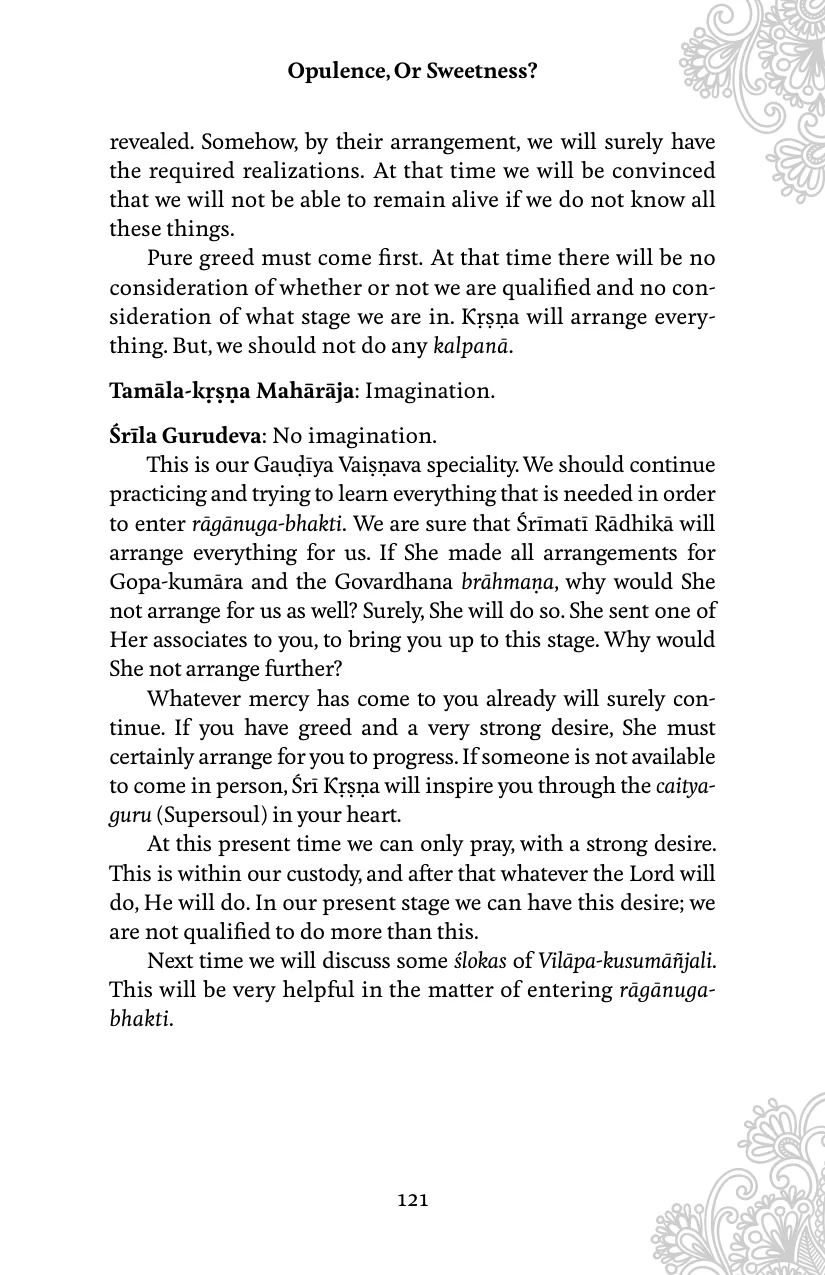 Opulence, Or Sweetness?
revealed. Somehow, by their arrangement, we will surely have
the required realizations. At that time we will be convinced
that we will not be able to remain alive if we do not know all
these things.
Pure greed must come first. At that time there will be no
consideration of whether or not we are qualified and no con-
sideration of what stage we are in. Kṛṣṇa will arrange every-
thing. But, we should not do any kalpanā.
Tamāla-kṛṣṇa Mahārāja: Imagination.
Śrīla Gurudeva: No imagination.
This is our Gauḍīya Vaiṣṇava speciality. We should continue
practicing and trying to learn everything that is needed in order
to enter rāgānuga-bhakti. We are sure that Śrīmatī Rādhikā will
arrange everything for us. If She made all arrangements for
Gopa-kumāra and the Govardhana brāhmaṇa, why would She
not arrange for us as well? Surely, She will do so. She sent one of
Her associates to you, to bring you up to this stage. Why would
She not arrange further?
Whatever mercy has come to you already will surely con-
tinue. If you have greed and a very strong desire, She must
certainly arrange for you to progress. If someone is not available
to come in person, Śrī Kṛṣṇa will inspire you through the caitya-
guru (Supersoul) in your heart.
At this present time we can only pray, with a strong desire.
This is within our custody, and after that whatever the Lord will
do, He will do. In our present stage we can have this desire; we
are not qualified to do more than this.
Next time we will discuss some ślokas of Vilāpa-kusumāñjali.
This will be very helpful in the matter of entering rāgānuga-
bhakti.
121